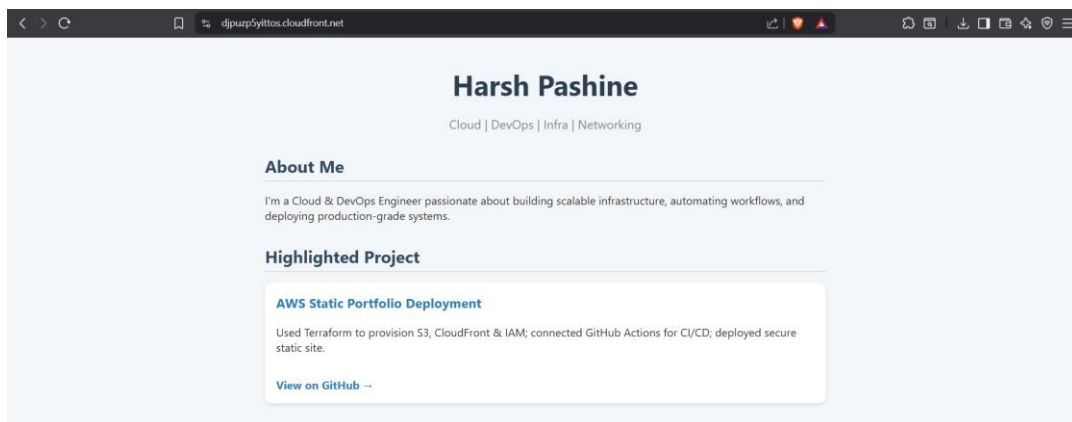 djpuzp5yittos.cloudfront.net
Harsh Pashine
Cloud | DevOps | Infra | Networking
About Me
I'm a Cloud & DevOps Engineer passionate about building scalable infrastructure, automating workflows, and
deploying production-grade systems.
Highlighted Project
AWS Static Portfolio Deployment
Used Terraform to provision S3, CloudFront & IAM; connected GitHub Actions for CI/CD; deployed secure
static site.
View on GitHub →